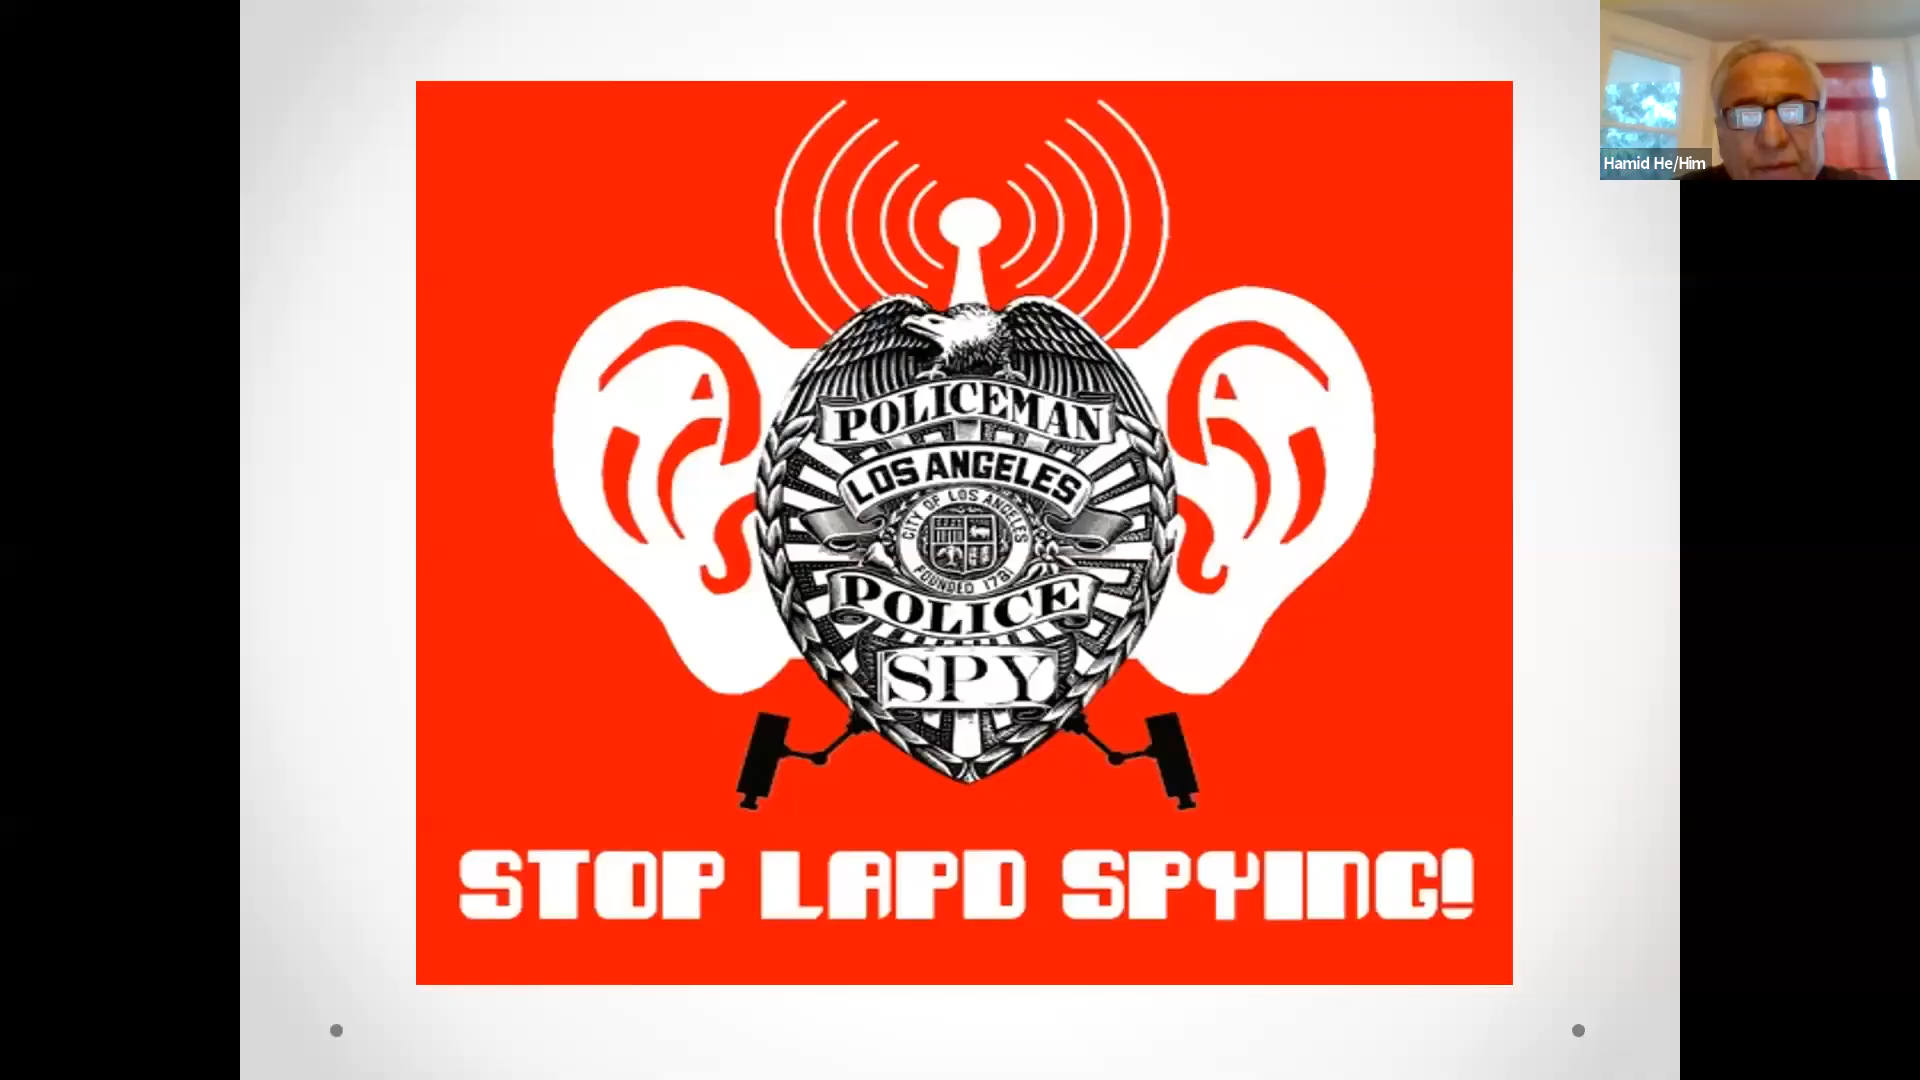 POLICEMAN
LOS ANGELES
CITY OF LOS ANGELES
FOUNDED 1781
POLICE
SPY
STOP LAPD SPYING!
Hamid He/Him